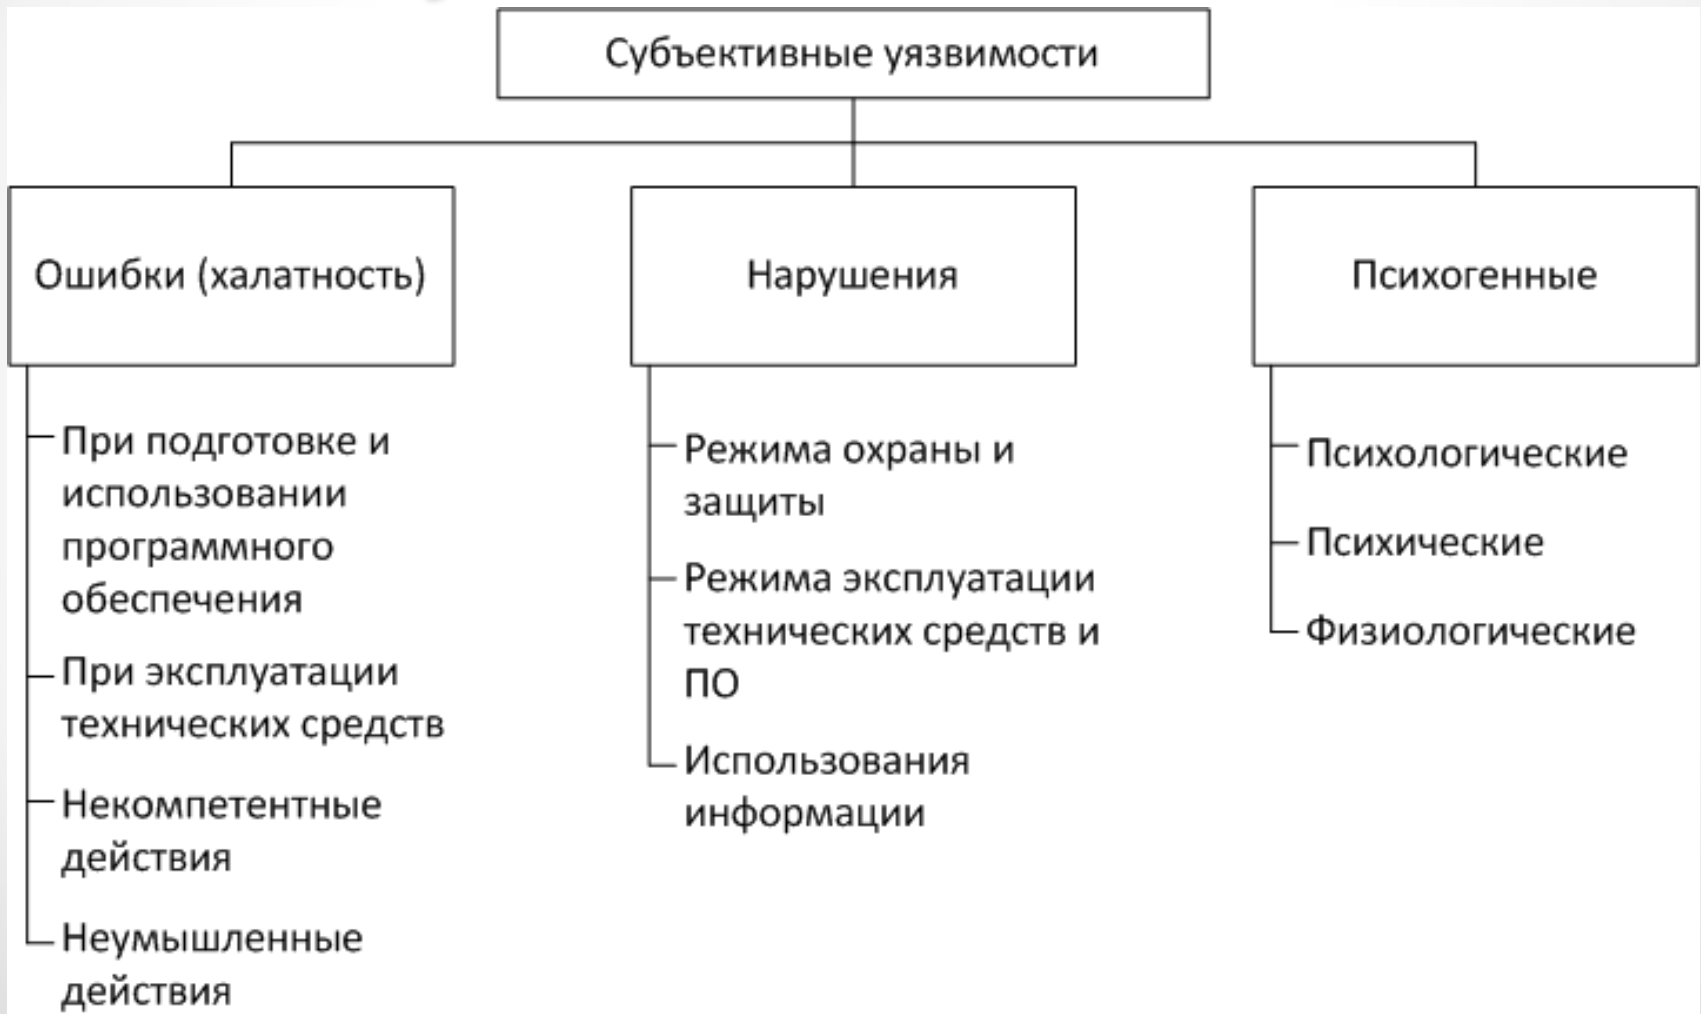 Субъективные уязвимости
Ошибки (халатность)
При подготовке и
использовании
программного
обеспечения
При эксплуатации
технических средств
Некомпетентные
действия
Неумышленные
действия
Нарушения
Режима охраны и
защиты
Режима эксплуатации
технических средств и
ПО
Использования
информации
Психогенные
Психологические
Психические
Физиологические